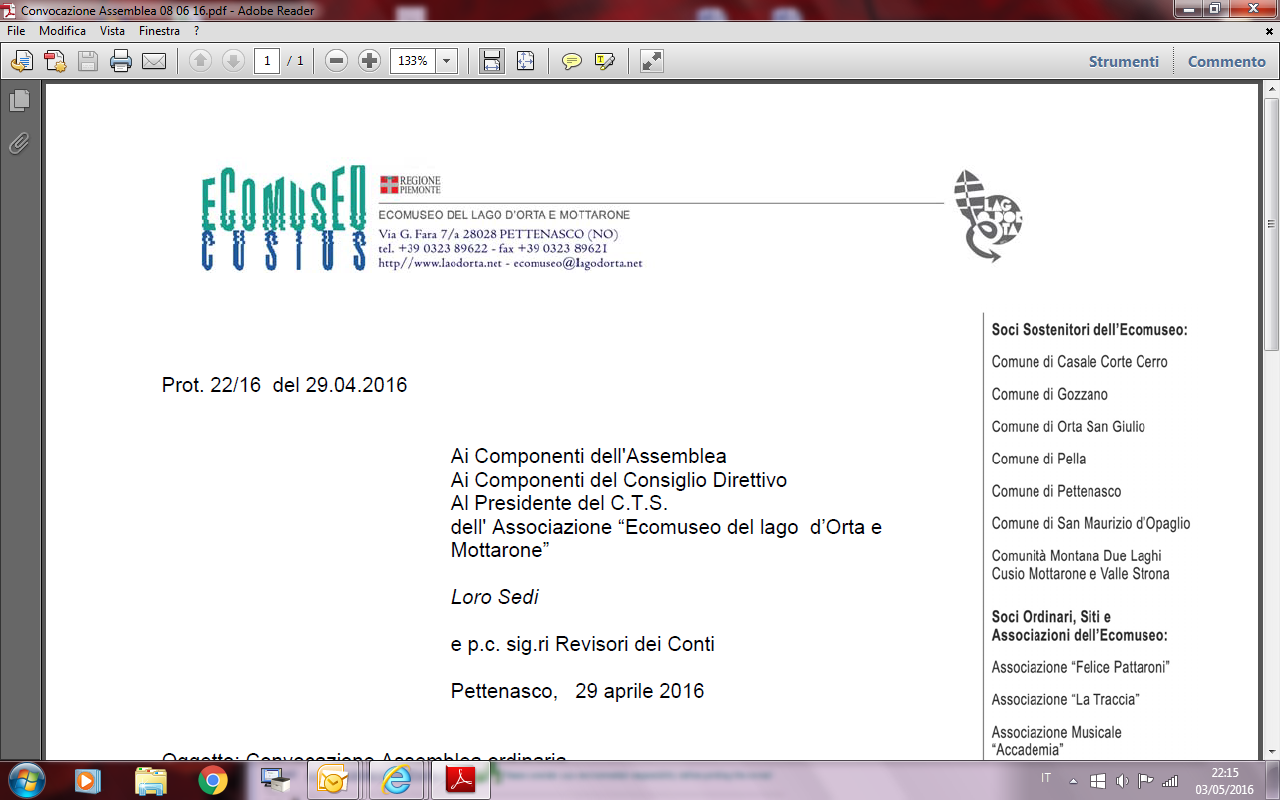 Convocazione Assemblea 08 06 16.pdf - Adobe Reader
File Modifica Vista Finestra ?
1 / 1 133% Strumenti Commento
ECOMUSEO
CUSIUS
REGIONE
PIEMONTE
ECOMUSEO DEL LAGO D'ORTA E MOTTARONE
Via G. Fara 7/a 28028 PETTENASCO (NO)
tel. +39 0323 89622 - fax +39 0323 89621
http//www.laodorta.net - ecomuseo@lagodorta.net
LAGO D'ORTA
Prot. 22/16 del 29.04.2016
Ai Componenti dell'Assemblea
Ai Componenti del Consiglio Direttivo
Al Presidente del C.T.S.
dell' Associazione “Ecomuseo del lago d’Orta e
Mottarone”
Loro Sedi
e p.c. sig.ri Revisori dei Conti
Pettenasco, 29 aprile 2016
Oggetto: Convocazione Assemblea ordinaria
Soci Sostenitori dell’Ecomuseo:
Comune di Casale Corte Cerro
Comune di Gozzano
Comune di Orta San Giulio
Comune di Pella
Comune di Pettenasco
Comune di San Maurizio d’Opaglio
Comunità Montana Due Laghi
Cusio Mottarone e Valle Strona
Soci Ordinari, Siti e
Associazioni dell’Ecomuseo:
Associazione “Felice Pattaroni”
Associazione “La Traccia”
Associazione Musicale
“Accademia”
IT
22:15
03/05/2016